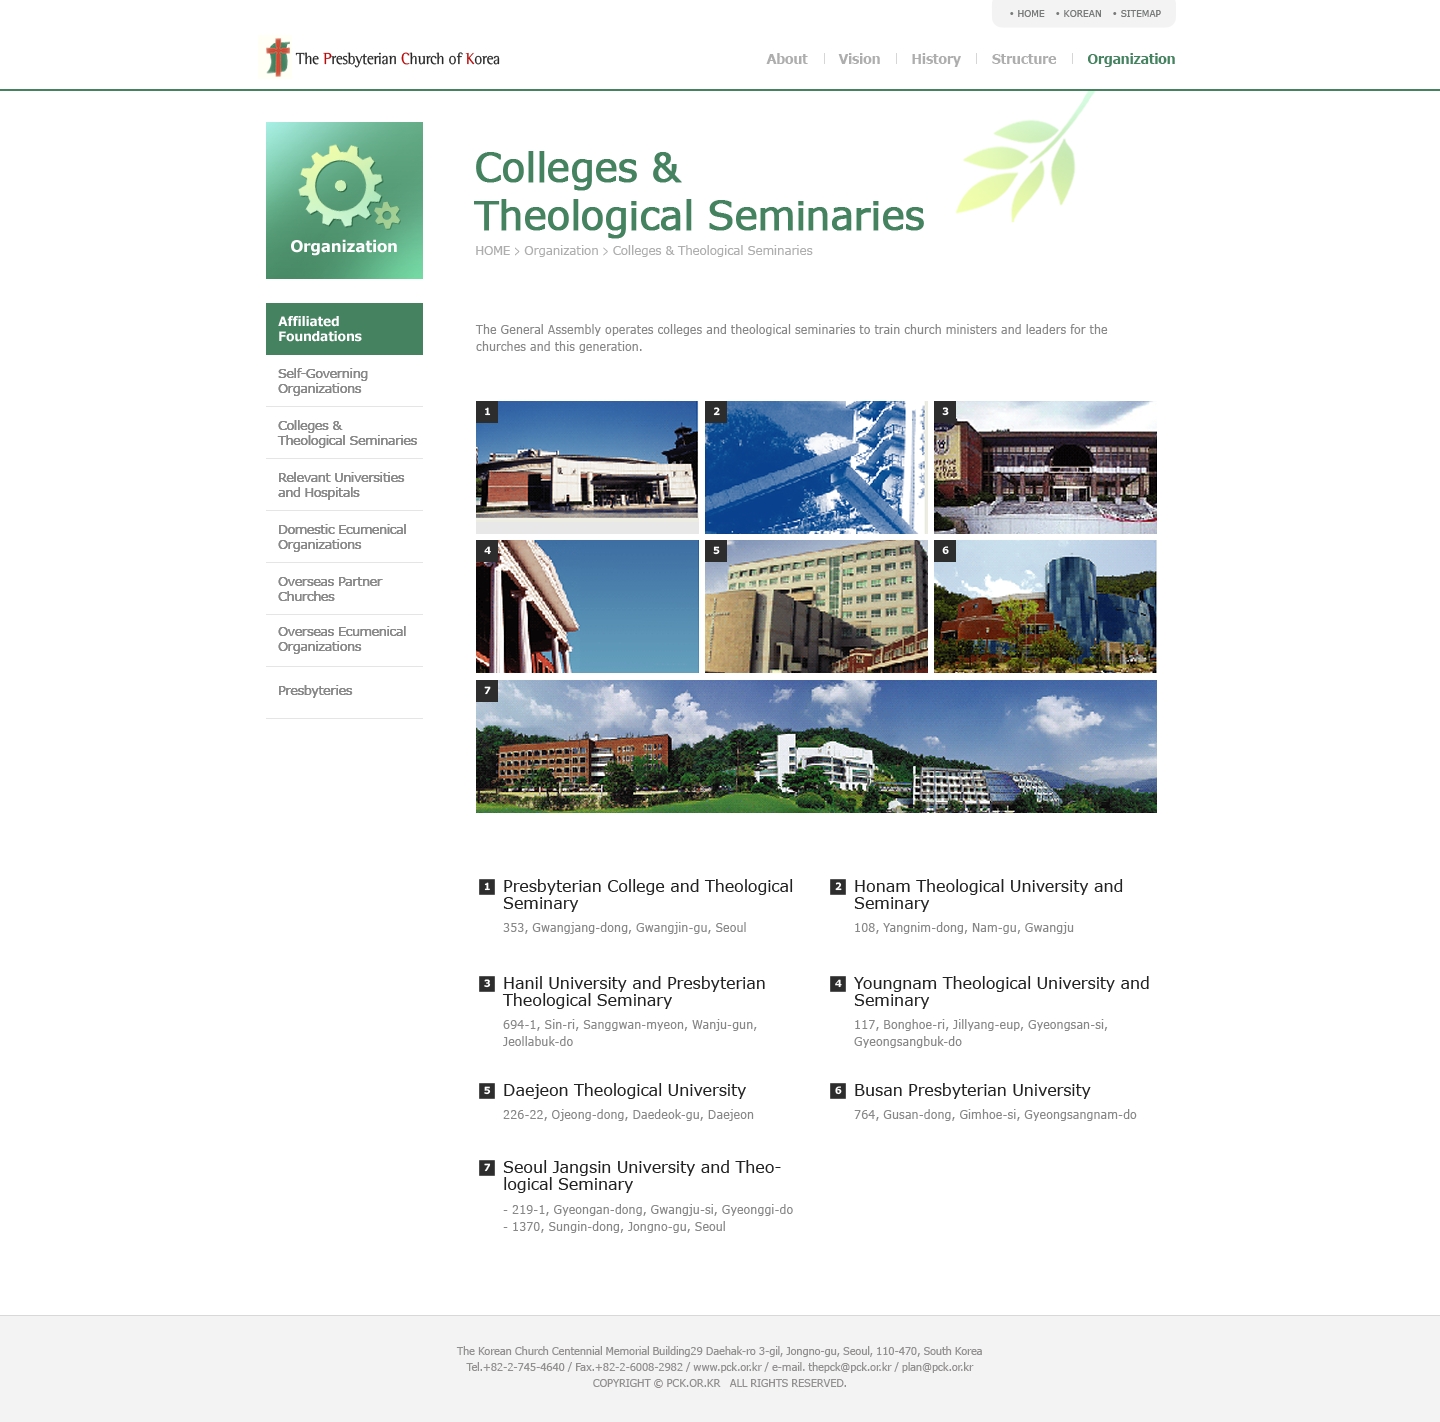 • HOME • KOREAN • SITEMAP
The Presbyterian Church of Korea
About Vision History Structure Organization
Organization
Affiliated
Foundations
Self-Governing
Organizations
Colleges &
Theological Seminaries
Relevant Universities
and Hospitals
Domestic Ecumenical
Organizations
Overseas Partner
Churches
Overseas Ecumenical
Organizations
Presbyteries
Colleges &
Theological Seminaries
HOME > Organization > Colleges & Theological Seminaries
The General Assembly operates colleges and theological seminaries to train church ministers and leaders for the
churches and this generation.
1 2 3
4 5 6
7
1 Presbyterian College and Theological
Seminary
353, Gwangjang-dong, Gwangjin-gu, Seoul
2 Honam Theological University and
Seminary
108, Yangnim-dong, Nam-gu, Gwangju
3 Hanil University and Presbyterian
Theological Seminary
694-1, Sin-ri, Sanggwan-myeon, Wanju-gun,
Jeollabuk-do
4 Youngnam Theological University and
Seminary
117, Bonghoe-ri, Jillyang-eup, Gyeongsan-si,
Gyeongsangbuk-do
5 Daejeon Theological University
226-22, Ojeong-dong, Daedeok-gu, Daejeon
6 Busan Presbyterian University
764, Gusan-dong, Gimhoe-si, Gyeongsangnam-do
7 Seoul Jangsin University and Theo-
logical Seminary
- 219-1, Gyeongan-dong, Gwangju-si, Gyeonggi-do
- 1370, Sungin-dong, Jongno-gu, Seoul
The Korean Church Centennial Memorial Building29 Daehak-ro 3-gil, Jongno-gu, Seoul, 110-470, South Korea
Tel.+82-2-745-4640 / Fax.+82-2-6008-2982 / www.pck.or.kr / e-mail. thepck@pck.or.kr / plan@pck.or.kr
COPYRIGHT © PCK.OR.KR ALL RIGHTS RESERVED.